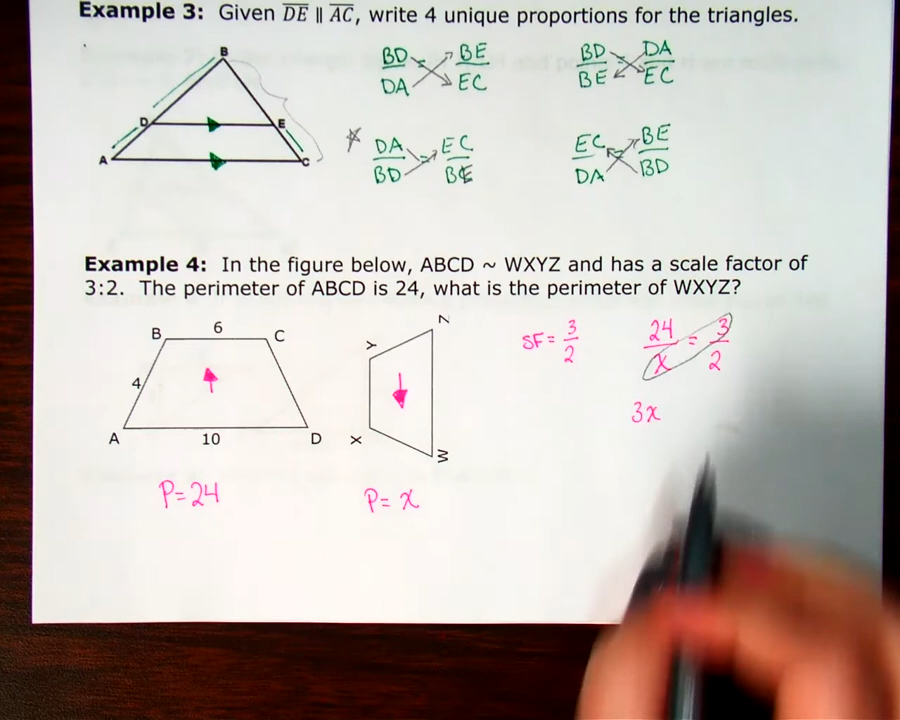 Example 3: Given DE ∥ AC, write 4 unique proportions for the triangles.
B
D
E
A
C
BD/DA = BE/EC
BD/BE = DA/EC
DA/BD = EC/BE
EC/DA = BE/BD
Example 4: In the figure below, ABCD ~ WXYZ and has a scale factor of
3:2. The perimeter of ABCD is 24, what is the perimeter of WXYZ?
B 6 C
4
A 10 D
P=24
Z
Y
X
W
P= x
SF= 3/2
24/x = 3/2
3x